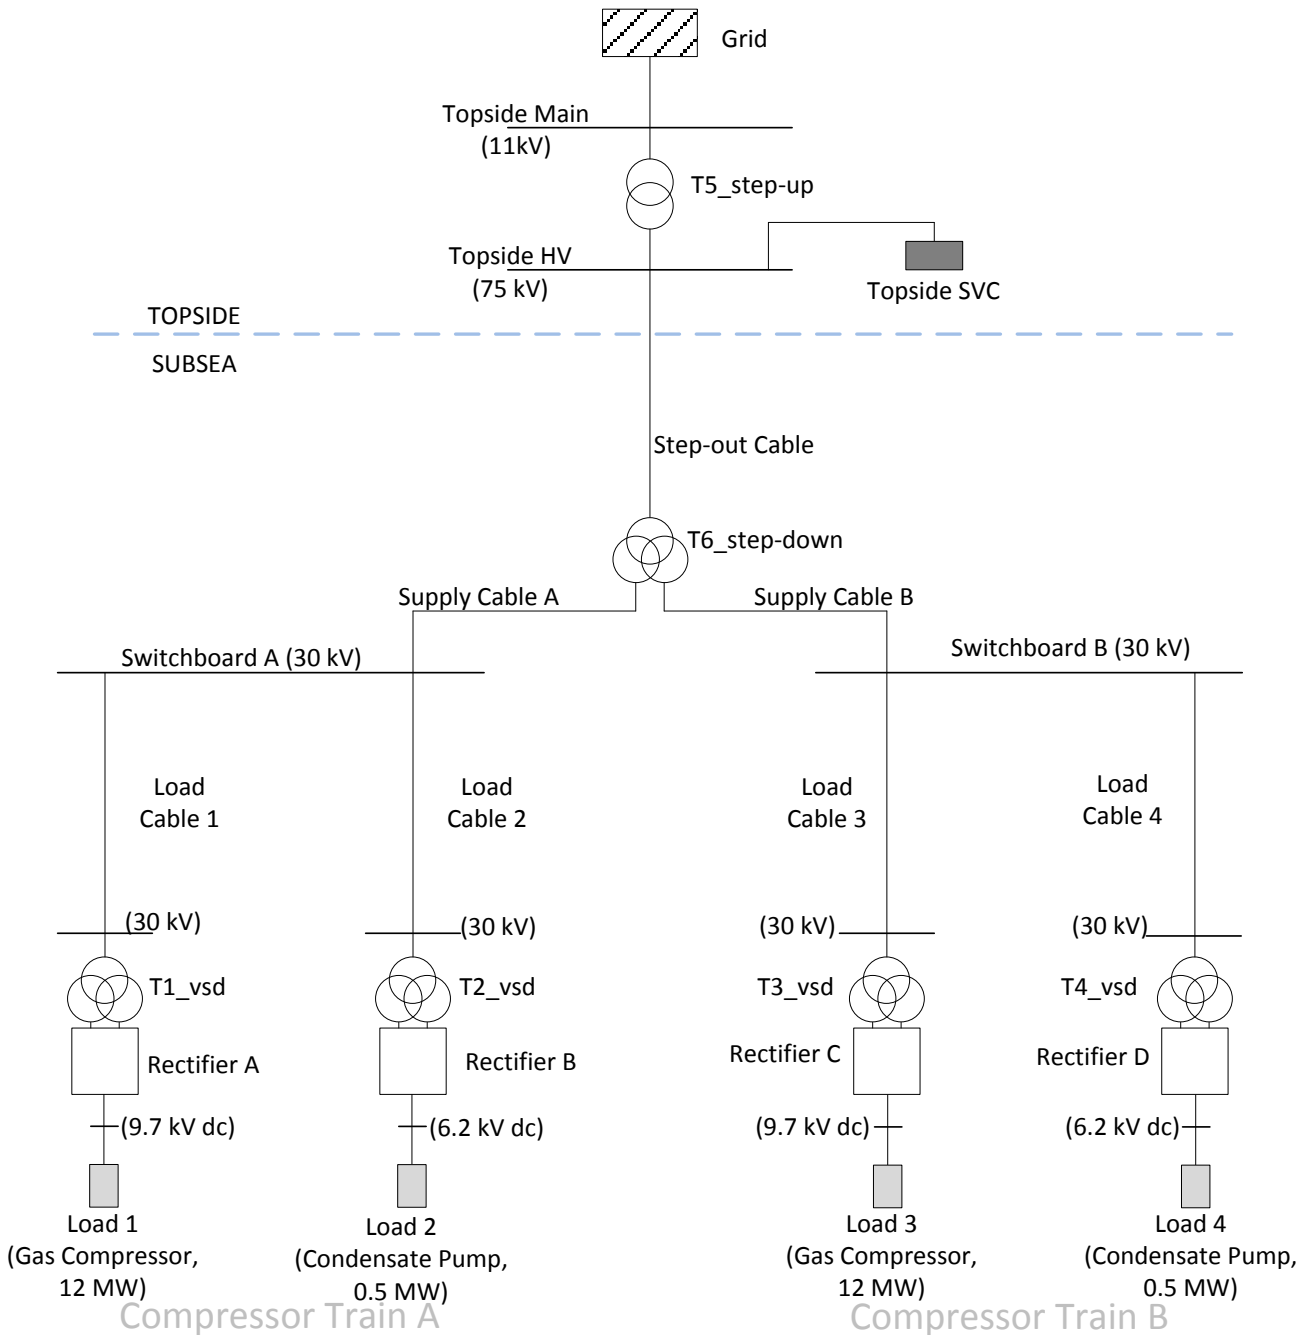 Grid
Topside Main
(11kV)
T5_step-up
Topside HV
(75 kV)
Topside SVC
TOPSIDE
SUBSEA
Step-out Cable
T6_step-down
Supply Cable A
Supply Cable B
Switchboard A (30 kV)
Switchboard B (30 kV)
Load
Cable 1
Load
Cable 2
Load
Cable 3
Load
Cable 4
(30 kV)
(30 kV)
(30 kV)
(30 kV)
T1_vsd
T2_vsd
T3_vsd
T4_vsd
Rectifier A
Rectifier B
Rectifier C
Rectifier D
(9.7 kV dc)
(6.2 kV dc)
(9.7 kV dc)
(6.2 kV dc)
Load 1
(Gas Compressor,
12 MW)
Load 2
(Condensate Pump,
0.5 MW)
Load 3
(Gas Compressor,
12 MW)
Load 4
(Condensate Pump,
0.5 MW)
Compressor Train A
Compressor Train B